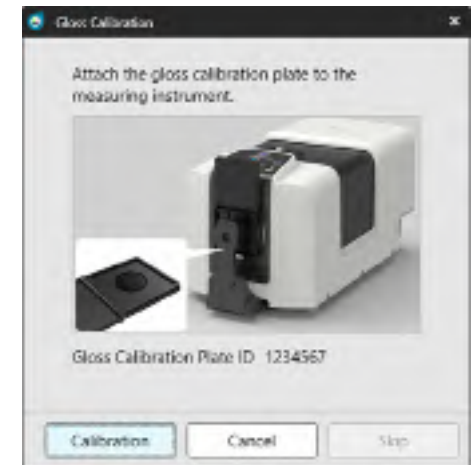 Gloss Calibration
Attach the gloss calibration plate to the
measuring instrument.
Gloss Calibration Plate ID 1234567
Calibration
Cancel
Skip